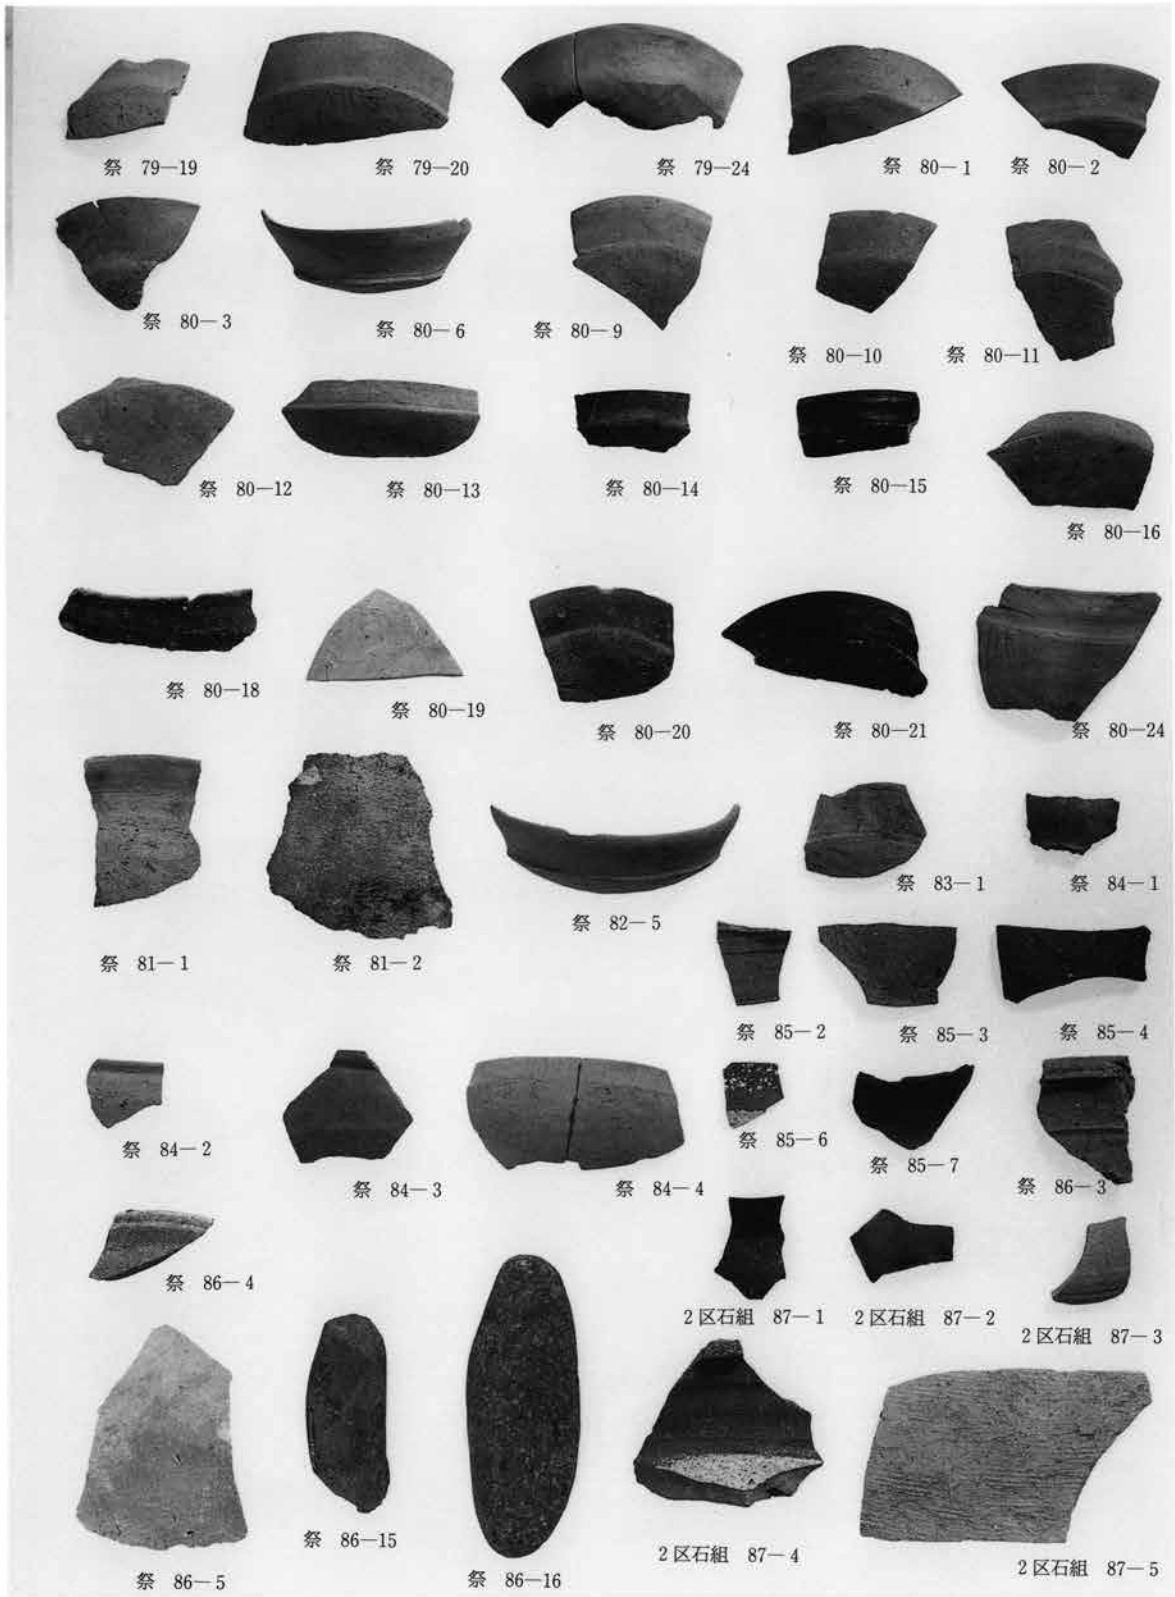 祭 79—19
祭 79—20
祭 79—24
祭 80—1
祭 80—2
祭 80—3
祭 80—6
祭 80—9
祭 80—10
祭 80—11
祭 80—12
祭 80—13
祭 80—14
祭 80—15
祭 80—16
祭 80—18
祭 80—19
祭 80—20
祭 80—21
祭 80—24
祭 81—1
祭 81—2
祭 82—5
祭 83—1
祭 84—1
祭 85—2
祭 85—3
祭 85—4
祭 84—2
祭 84—3
祭 84—4
祭 85—6
祭 85—7
祭 86—3
祭 86—4
2区石組 87—1
2区石組 87—2
2区石組 87—3
祭 86—5
祭 86—15
祭 86—16
2区石組 87—4
2区石組 87—5